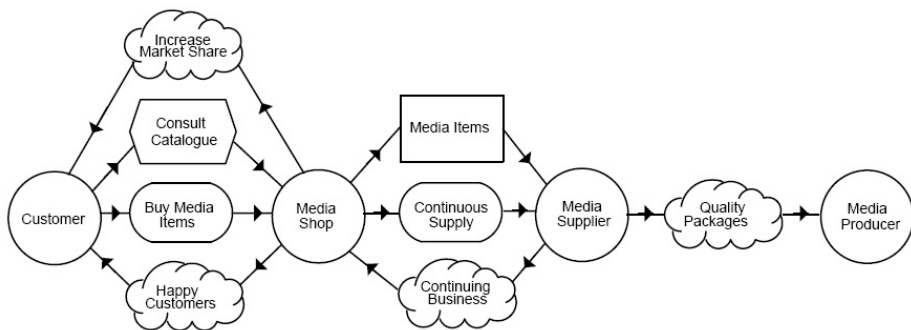 Increase
Market Share
Consult
Catalogue
Media Items
Customer
Buy Media
Items
Media
Shop
Continuous
Supply
Media
Supplier
Quality
Packages
Media
Producer
Happy
Customers
Continuing
Business